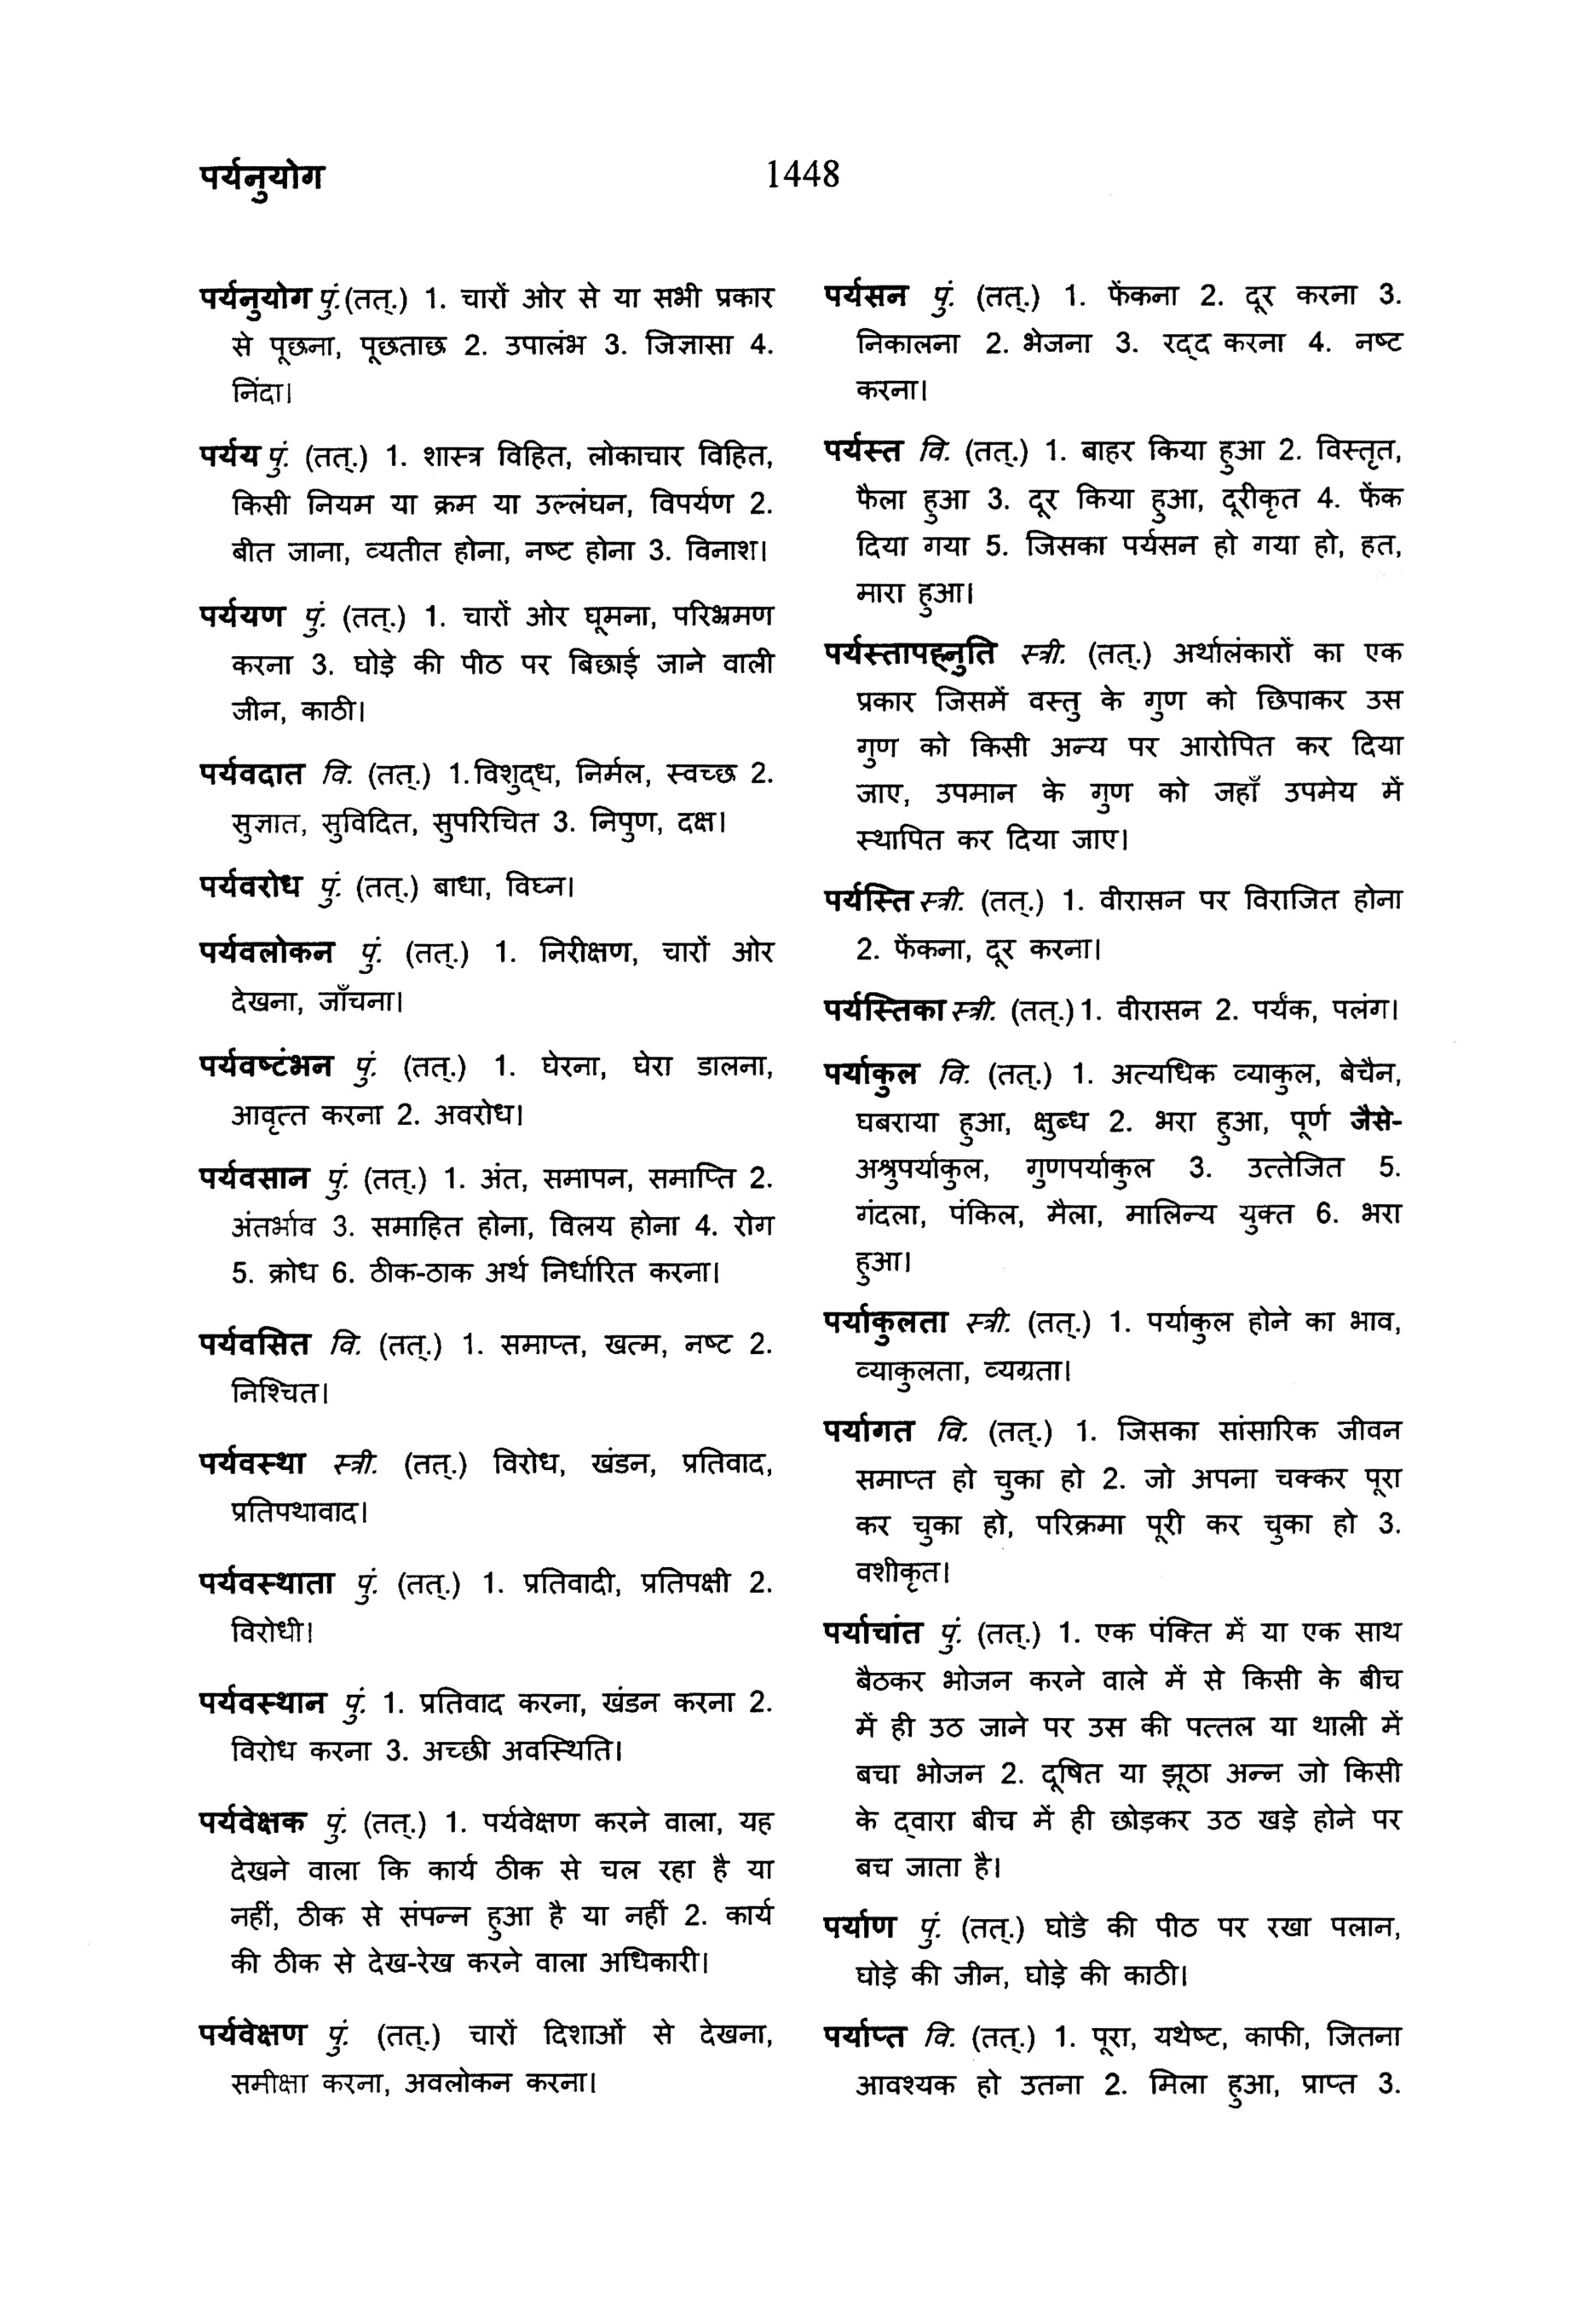 पर्यनुयोग
1448
पर्यनुयोग पुं.(तत्.) 1. चारों ओर से या सभी प्रकार
से पूछना, पूछताछ 2. उपालंभ 3. जिज्ञासा 4.
निंदा।
पर्यय पुं. (तत्.) 1. शास्त्र विहित, लोकाचार विहित,
किसी नियम या क्रम या उल्लंघन, विपर्यण 2.
बीत जाना, व्यतीत होना, नष्ट होना 3. विनाश।
पर्ययण पुं. (तत्.) 1. चारों ओर घूमना, परिभ्रमण
करना 3. घोड़े की पीठ पर बिछाई जाने वाली
जीन, काठी।
पर्यवदात वि. (तत्.) 1.विशुद्ध, निर्मल, स्वच्छ 2.
सुज्ञात, सुविदित, सुपरिचित 3. निपुण, दक्ष।
पर्यवरोध पुं. (तत्.) बाधा, विघ्न।
पर्यवलोकन पुं. (तत्.) 1. निरीक्षण, चारों ओर
देखना, जाँचना।
पर्यवष्टंभन पुं. (तत्.) 1. घेरना, घेरा डालना,
आवृत्त करना 2. अवरोध।
पर्यवसान पुं. (तत्.) 1. अंत, समापन, समाप्ति 2.
अंतर्भाव 3. समाहित होना, विलय होना 4. रोग
5. क्रोध 6. ठीक-ठाक अर्थ निर्धारित करना।
पर्यवसित वि. (तत्.) 1. समाप्त, खत्म, नष्ट 2.
निश्चित।
पर्यवस्था स्त्री. (तत्.) विरोध, खंडन, प्रतिवाद,
प्रतिपथावाद।
पर्यवस्थाता पुं. (तत्.) 1. प्रतिवादी, प्रतिपक्षी 2.
विरोधी।
पर्यवस्थान पुं. 1. प्रतिवाद करना, खंडन करना 2.
विरोध करना 3. अच्छी अवस्थिति।
पर्यवेक्षक पुं. (तत्.) 1. पर्यवेक्षण करने वाला, यह
देखने वाला कि कार्य ठीक से चल रहा है या
नहीं, ठीक से संपन्न हुआ है या नहीं 2. कार्य
की ठीक से देख-रेख करने वाला अधिकारी।
पर्यवेक्षण पुं. (तत्.) चारों दिशाओं से देखना,
समीक्षा करना, अवलोकन करना।
पर्यसन पुं. (तत्.) 1. फेंकना 2. दूर करना 3.
निकालना 2. भेजना 3. रद्द करना 4. नष्ट
करना।
पर्यस्त वि. (तत्.) 1. बाहर किया हुआ 2. विस्तृत,
फैला हुआ 3. दूर किया हुआ, दूरीकृत 4. फेंक
दिया गया 5. जिसका पर्यसन हो गया हो, हत,
मारा हुआ।
पर्यस्तापह्नुति स्त्री. (तत्.) अर्थालंकारों का एक
प्रकार जिसमें वस्तु के गुण को छिपाकर उस
गुण को किसी अन्य पर आरोपित कर दिया
जाए, उपमान के गुण को जहाँ उपमेय में
स्थापित कर दिया जाए।
पर्यस्ति स्त्री. (तत्.) 1. वीरासन पर विराजित होना
2. फेंकना, दूर करना।
पर्यस्तिका स्त्री. (तत्.)1. वीरासन 2. पर्यंक, पलंग।
पर्याकुल वि. (तत्.) 1. अत्यधिक व्याकुल, बेचैन,
घबराया हुआ, क्षुब्ध 2. भरा हुआ, पूर्ण जैसे-
अश्रुपर्याकुल, गुणपर्याकुल 3. उत्तेजित 5.
गंदला, पंकिल, मैला, मालिन्य युक्त 6. भरा
हुआ।
पर्याकुलता स्त्री. (तत्.) 1. पर्याकुल होने का भाव,
व्याकुलता, व्यग्रता।
पर्यागत वि. (तत्.) 1. जिसका सांसारिक जीवन
समाप्त हो चुका हो 2. जो अपना चक्कर पूरा
कर चुका हो, परिक्रमा पूरी कर चुका हो 3.
वशीकृत।
पर्याचांत पुं. (तत्.) 1. एक पंक्ति में या एक साथ
बैठकर भोजन करने वाले में से किसी के बीच
में ही उठ जाने पर उस की पत्तल या थाली में
बचा भोजन 2. दूषित या झूठा अन्न जो किसी
के द्वारा बीच में ही छोड़कर उठ खड़े होने पर
बच जाता है।
पर्याण पुं. (तत्.) घोडे की पीठ पर रखा पलान,
घोड़े की जीन, घोड़े की काठी।
पर्याप्त वि. (तत्.) 1. पूरा, यथेष्ट, काफी, जितना
आवश्यक हो उतना 2. मिला हुआ, प्राप्त 3.